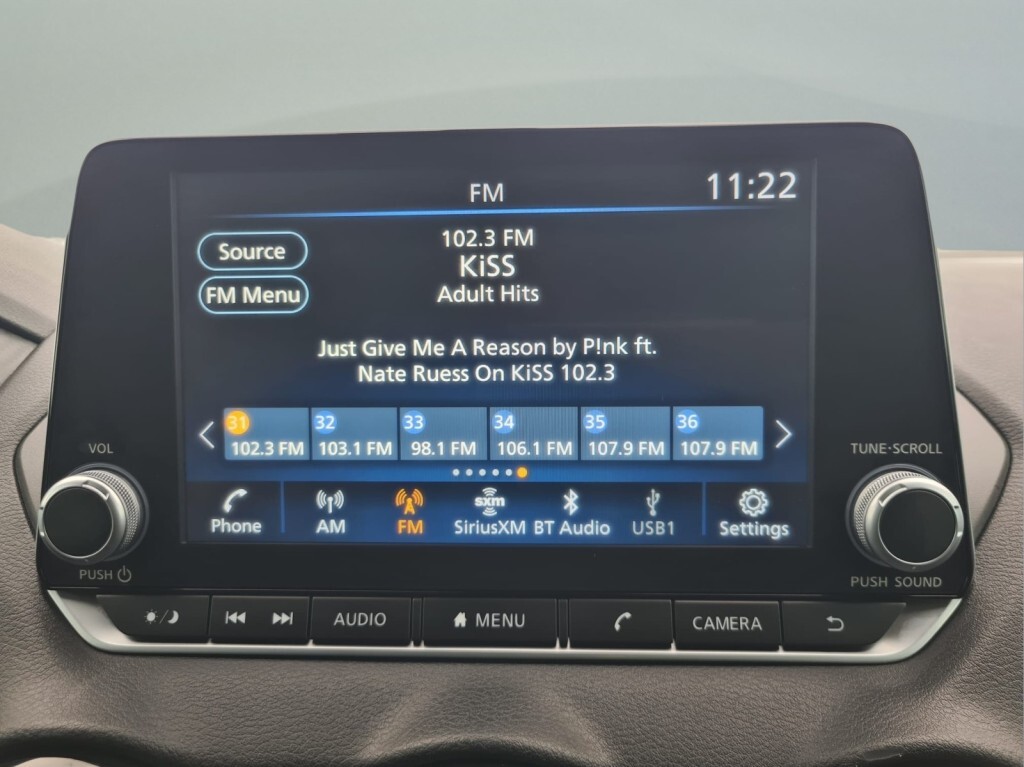 FM
11:22
Source
102.3 FM
KiSS
FM Menu
Adult Hits
Just Give Me A Reason by P!nk ft.
Nate Ruess On KiSS 102.3
31 32 33 34 35 36
102.3 FM 103.1 FM 98.1 FM 106.1 FM 107.9 FM 107.9 FM
VOL
TUNE·SCROLL
sxm
Phone AM FM SiriusXM BT Audio USB1 Settings
PUSH
PUSH SOUND
AUDIO MENU CAMERA